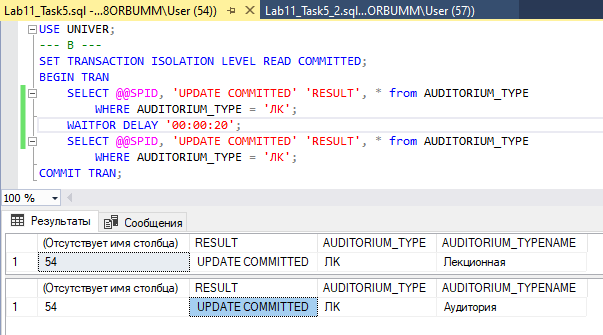 Lab11_Task5.sql -...8ORBUMM\User (54))
Lab11_Task5_2.sql...ORBUMM\User (57))
USE UNIVER;
--- B ---
SET TRANSACTION ISOLATION LEVEL READ COMMITTED;
BEGIN TRAN
SELECT @@SPID, 'UPDATE COMMITTED' 'RESULT', * from AUDITORIUM_TYPE
WHERE AUDITORIUM_TYPE = 'ЛК';
WAITFOR DELAY '00:00:20';
SELECT @@SPID, 'UPDATE COMMITTED' 'RESULT', * from AUDITORIUM_TYPE
WHERE AUDITORIUM_TYPE = 'ЛК';
COMMIT TRAN;
100 %
Результаты Сообщения
(Отсутствует имя столбца) RESULT AUDITORIUM_TYPE AUDITORIUM_TYPENAME
1 54 UPDATE COMMITTED ЛК Лекционная
(Отсутствует имя столбца) RESULT AUDITORIUM_TYPE AUDITORIUM_TYPENAME
1 54 UPDATE COMMITTED ЛК Аудитория